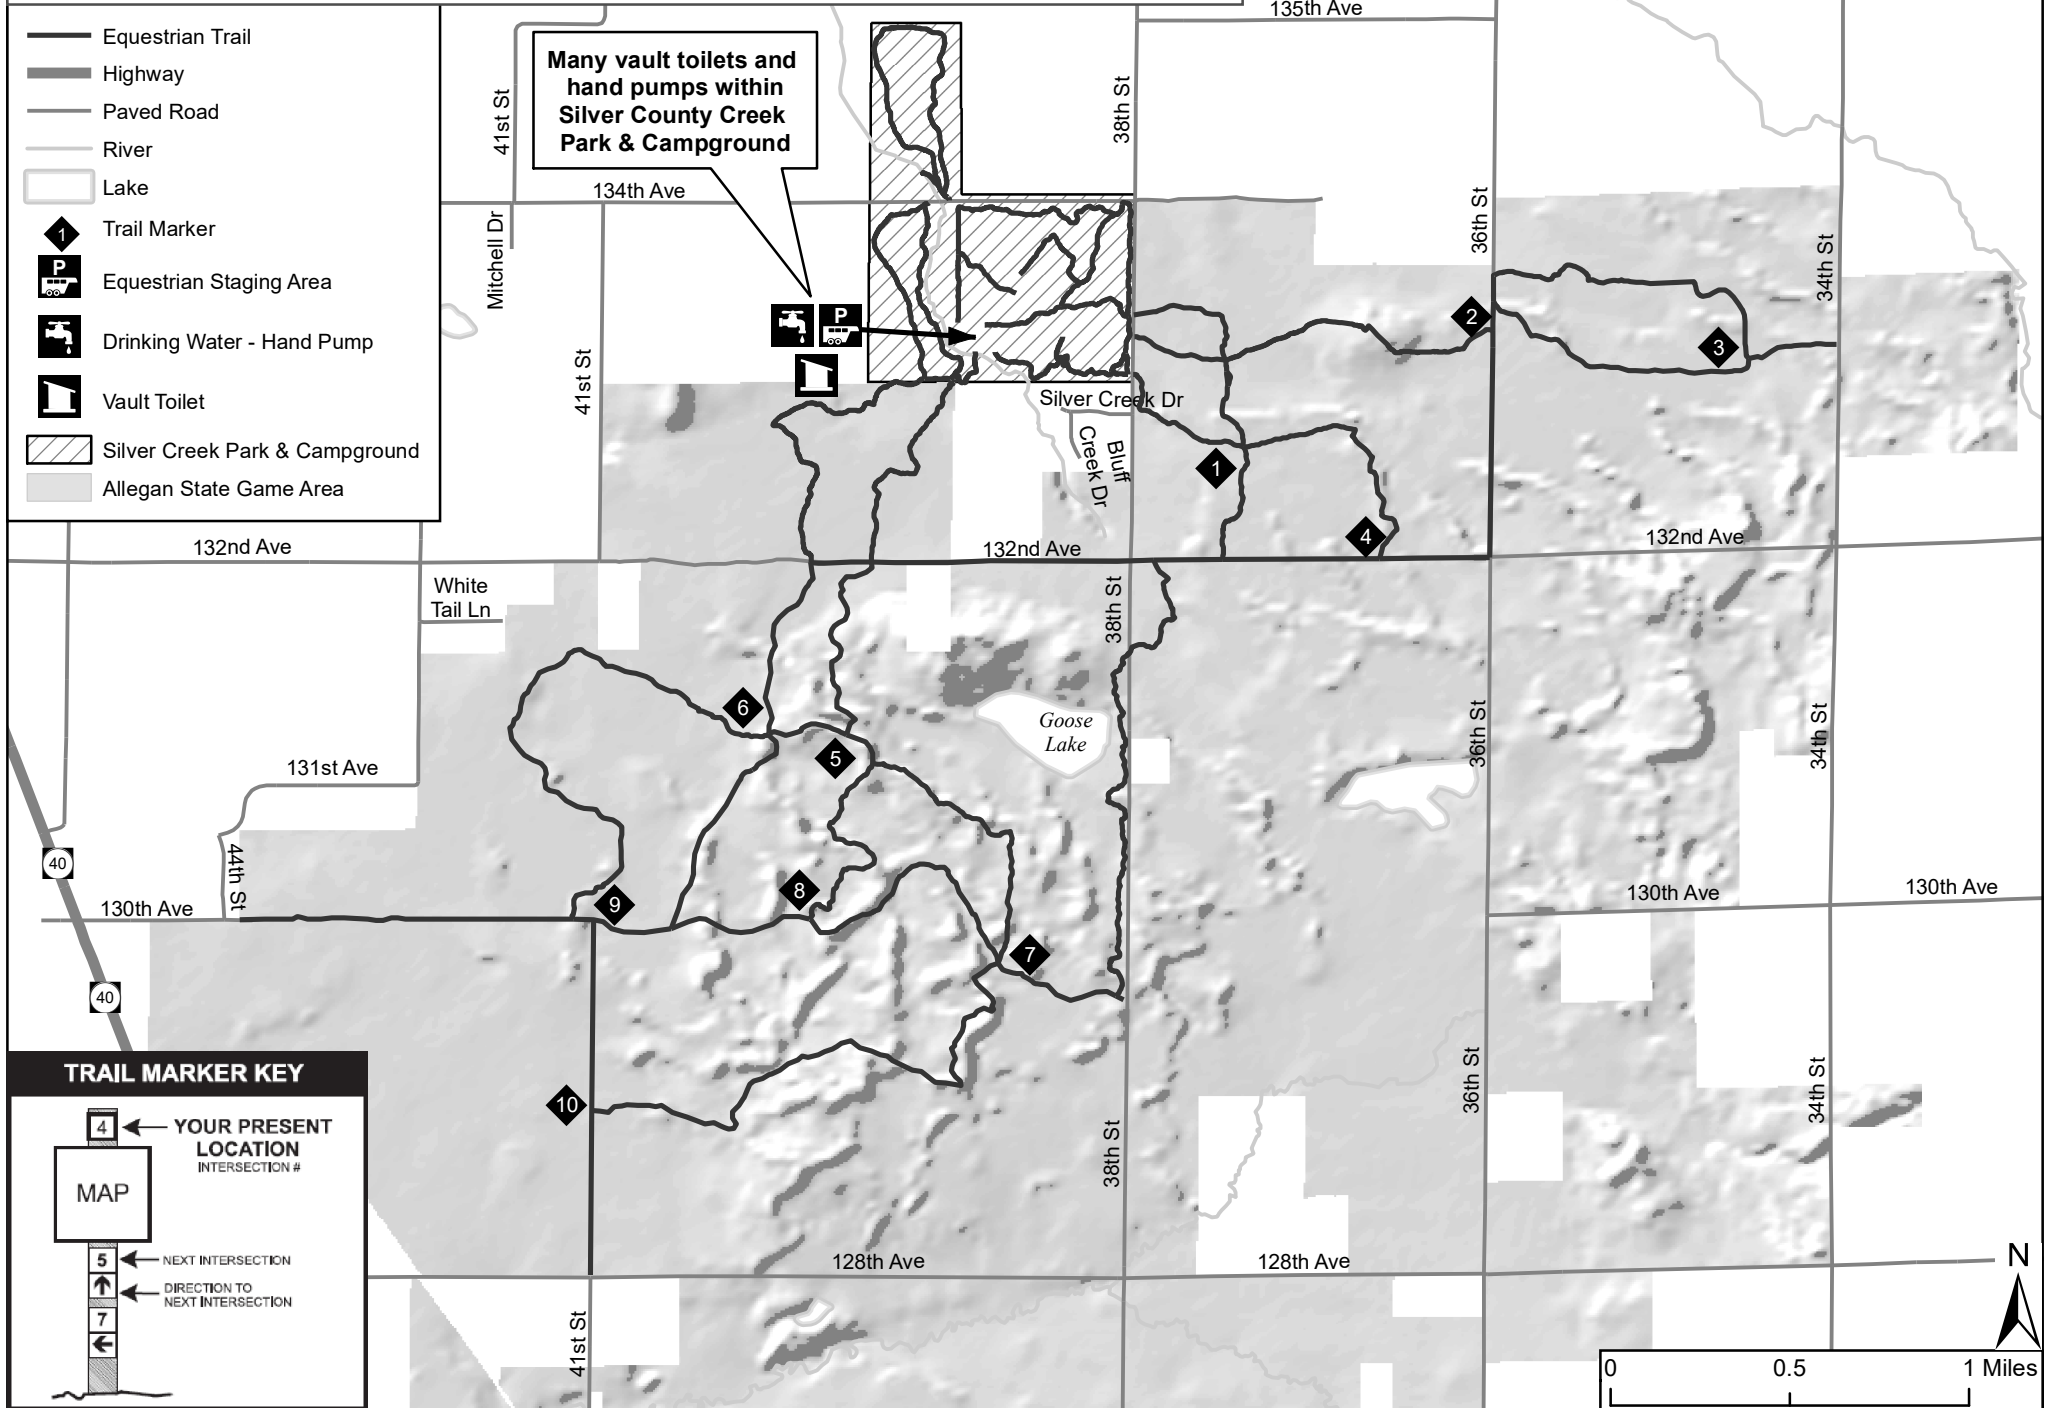 Equestrian Trail
Highway
Paved Road
River
Lake
1
Trail Marker
P
Equestrian Staging Area
Drinking Water - Hand Pump
Vault Toilet
Silver Creek Park & Campground
Allegan State Game Area
Many vault toilets and
hand pumps within
Silver County Creek
Park & Campground
135th Ave
41st St
38th St
134th Ave
Mitchell Dr
36th St
34th St
P
2
3
41st St
Silver Creek Dr
Bluff
Creek Dr
1
4
132nd Ave
132nd Ave
132nd Ave
White
Tail Ln
38th St
6
Goose
Lake
36th St
34th St
5
131st Ave
40
44th St
8
9
130th Ave
130th Ave
130th Ave
7
40
10
38th St
36th St
34th St
128th Ave
128th Ave
41st St
TRAIL MARKER KEY
4
YOUR PRESENT
LOCATION
INTERSECTION #
MAP
5
NEXT INTERSECTION
DIRECTION TO
NEXT INTERSECTION
7
N
0
0.5
1 Miles